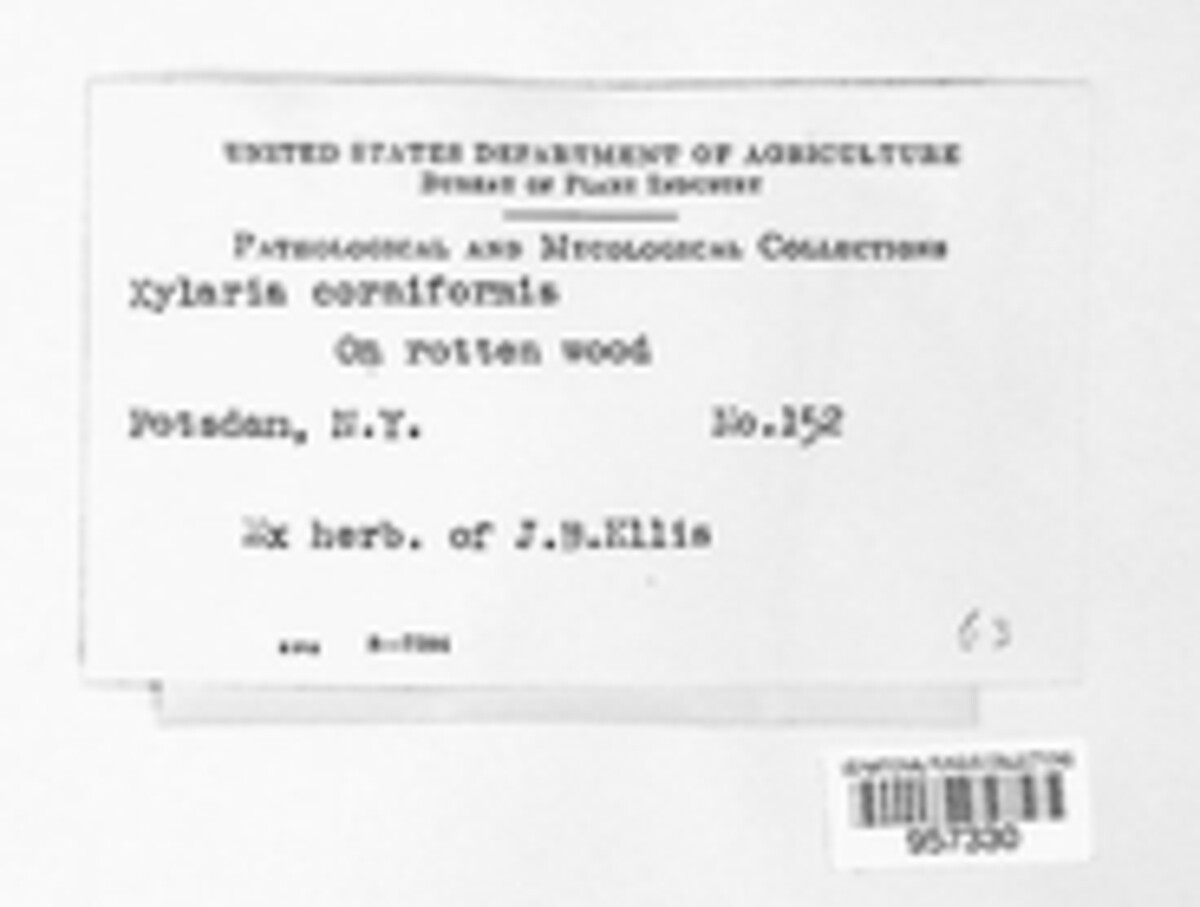 UNITED STATES DEPARTMENT OF AGRICULTURE
BUREAU OF PLANT INDUSTRY
PATHOLOGICAL AND MYCOLOGICAL COLLECTIONS
Xylaria corniformis
On rotten wood
Potsdam, N.Y. No.152
Ex herb. of J.B.Ellis
63
957330